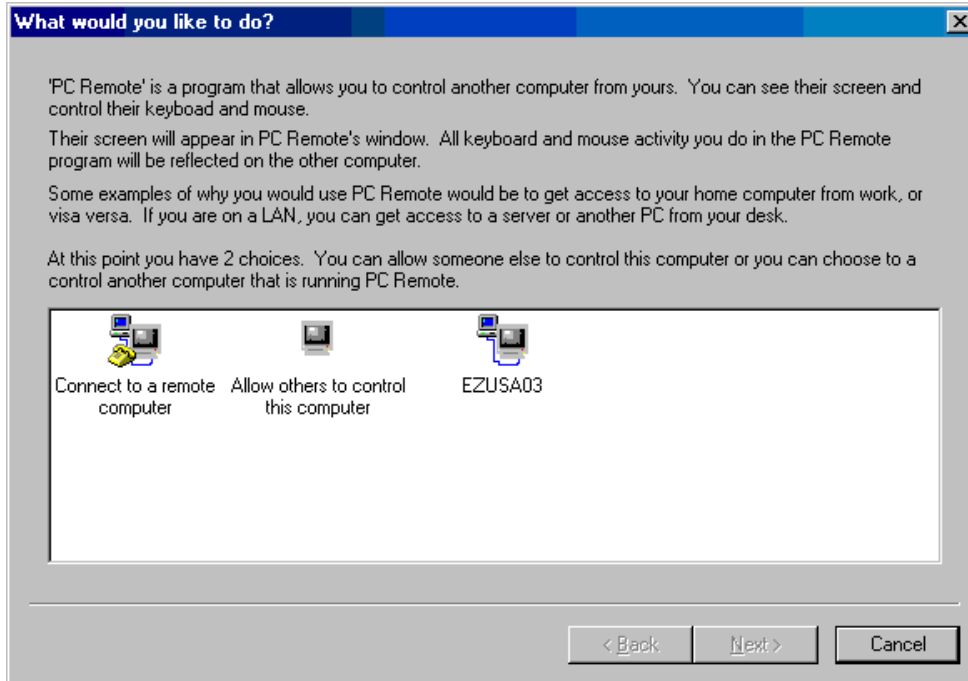 What would you like to do?
'PC Remote' is a program that allows you to control another computer from yours. You can see their screen and
control their keyboad and mouse.
Their screen will appear in PC Remote's window. All keyboard and mouse activity you do in the PC Remote
program will be reflected on the other computer.
Some examples of why you would use PC Remote would be to get access to your home computer from work, or
visa versa. If you are on a LAN, you can get access to a server or another PC from your desk.
At this point you have 2 choices. You can allow someone else to control this computer or you can choose to a
control another computer that is running PC Remote.
Connect to a remote
computer
Allow others to control
this computer
EZUSA03
< Back
Next >
Cancel